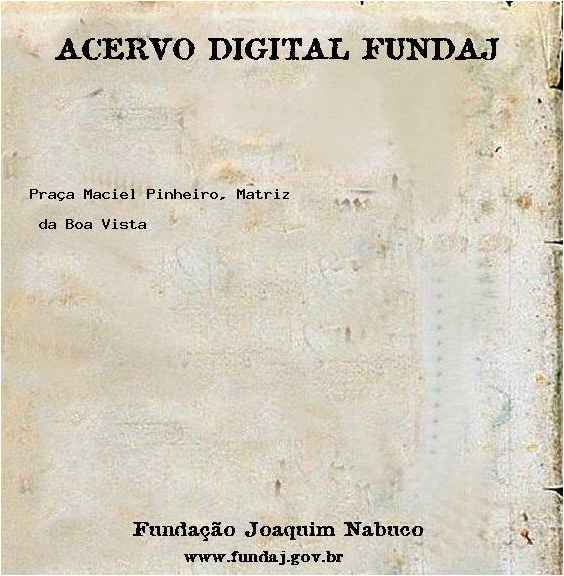 ACERVO DIGITAL FUNDAJ
Praça Maciel Pinheiro, Matriz
da Boa Vista
Fundação Joaquim Nabuco
www.fundaj.gov.br